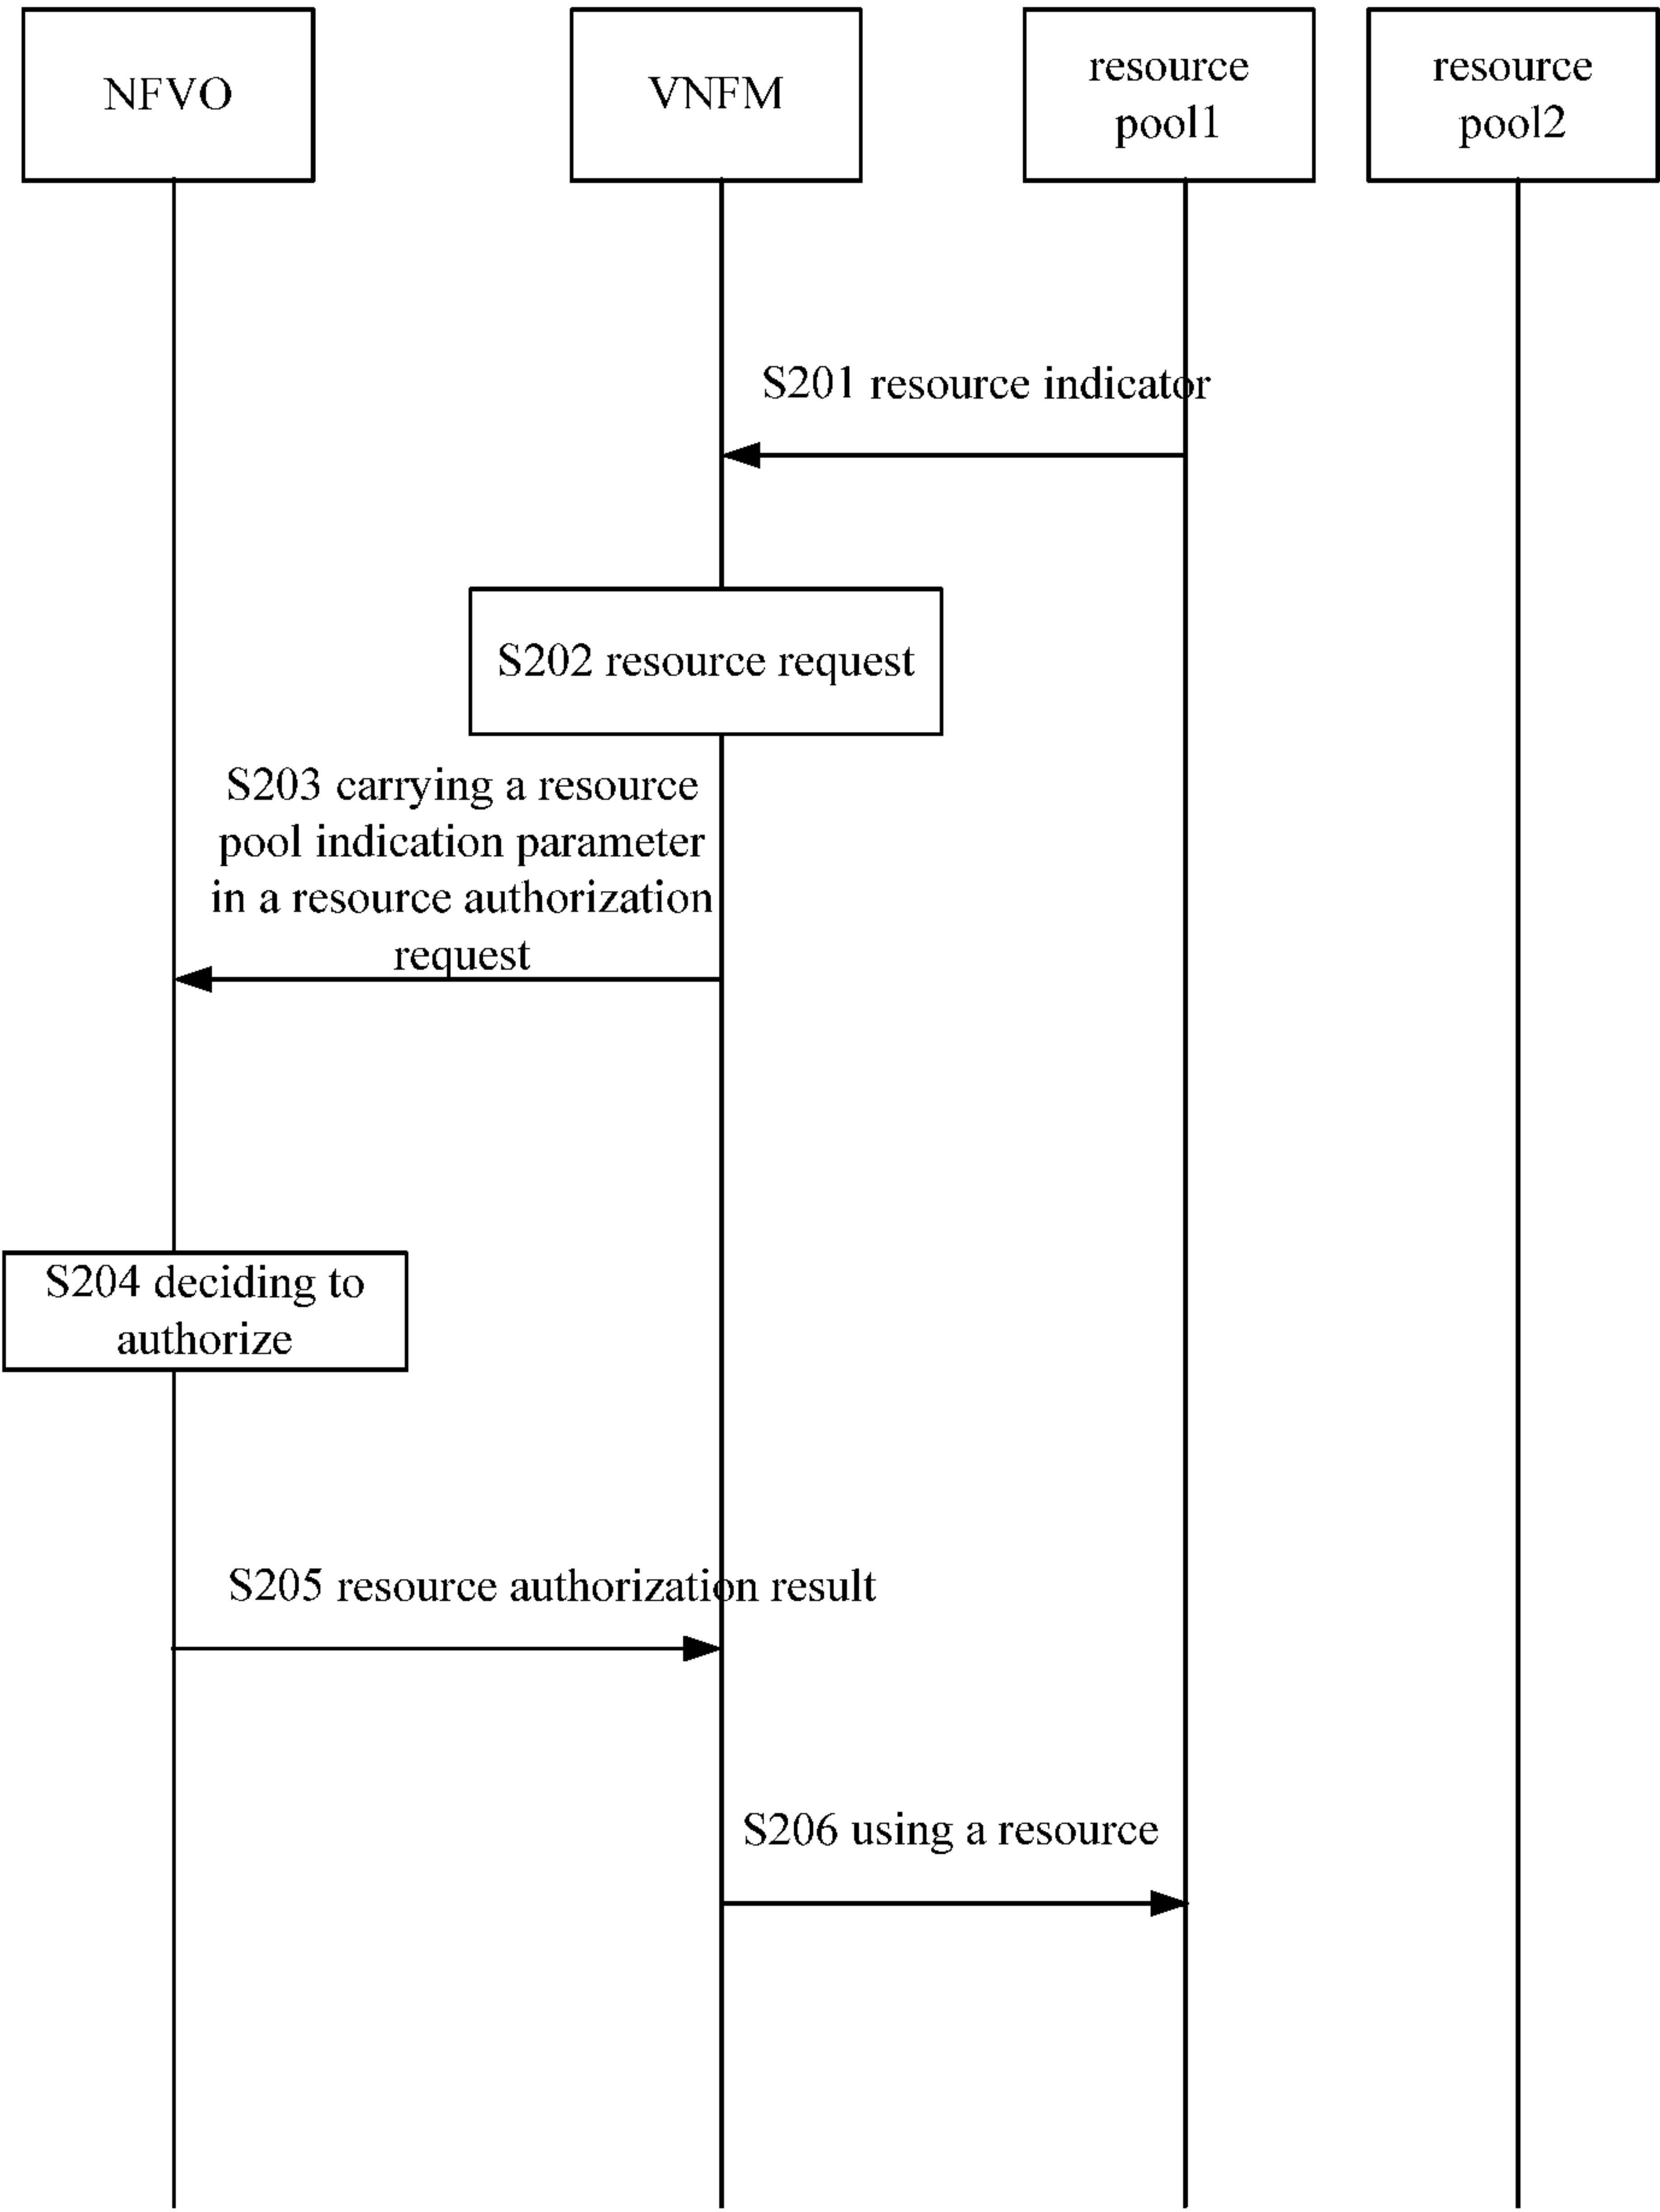 NFVO
VNFM
resource
pool1
resource
pool2
S201 resource indicator
S202 resource request
S203 carrying a resource
pool indication parameter
in a resource authorization
request
S204 deciding to
authorize
S205 resource authorization result
S206 using a resource